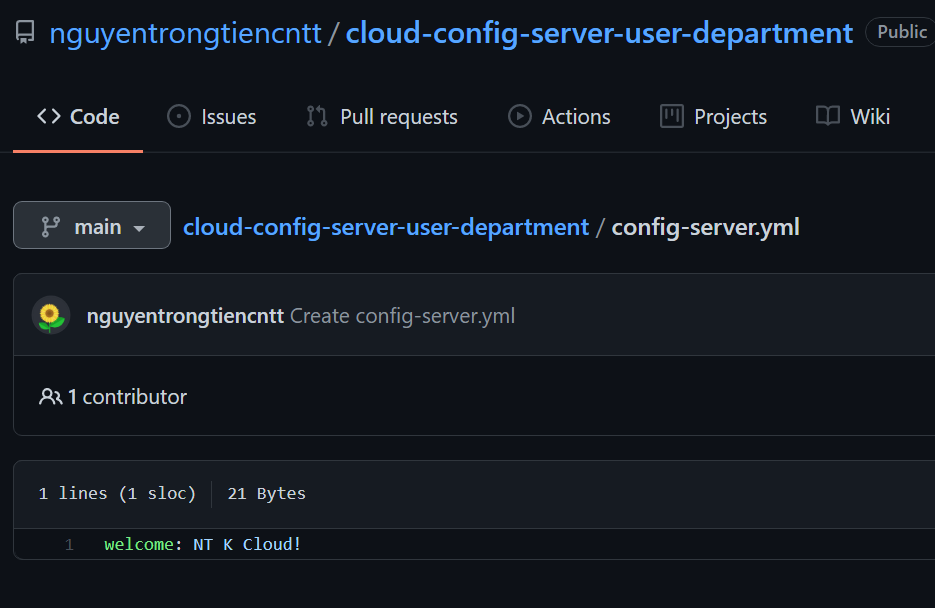 nguyentrongtiencntt / cloud-config-server-user-department Public
Code Issues Pull requests Actions Projects Wiki
main cloud-config-server-user-department / config-server.yml
nguyentrongtiencntt Create config-server.yml
1 contributor
1 lines (1 sloc) 21 Bytes
1 welcome: NT K Cloud!